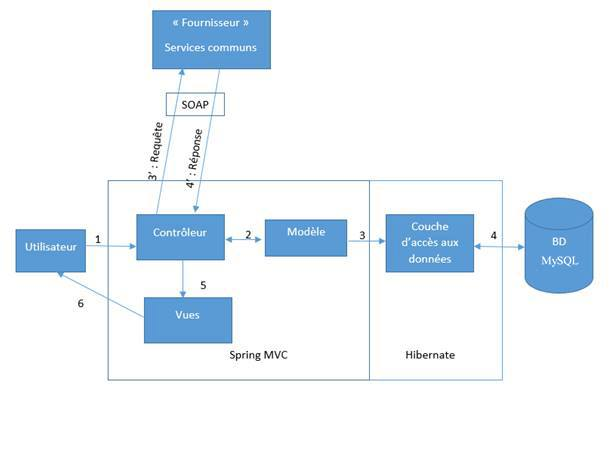 « Fournisseur »
Services communs
SOAP
3’ : Requête
4’ : Réponse
Utilisateur
1
Contrôleur
2
Modèle
3
Couche
d’accès aux
données
4
BD
MySQL
5
6
Vues
Spring MVC
Hibernate